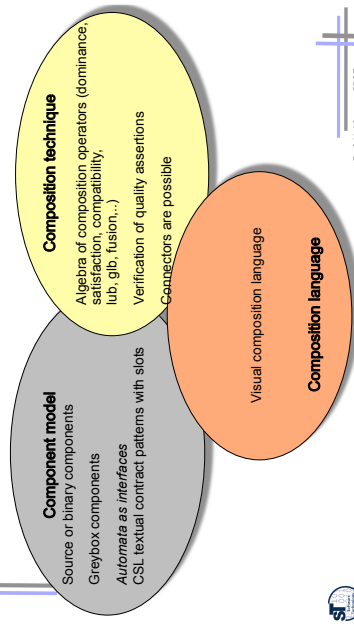 Component model
Source or binary components
Greybox components
Automata as interfaces
CSL textual contract patterns with slots
Composition technique
Algebra of composition operators (dominance,
satisfaction, compatibility,
lub, glb, fusion,..)
Verification of quality assertions
Connectors are possible
Visual composition language
Composition language
ST